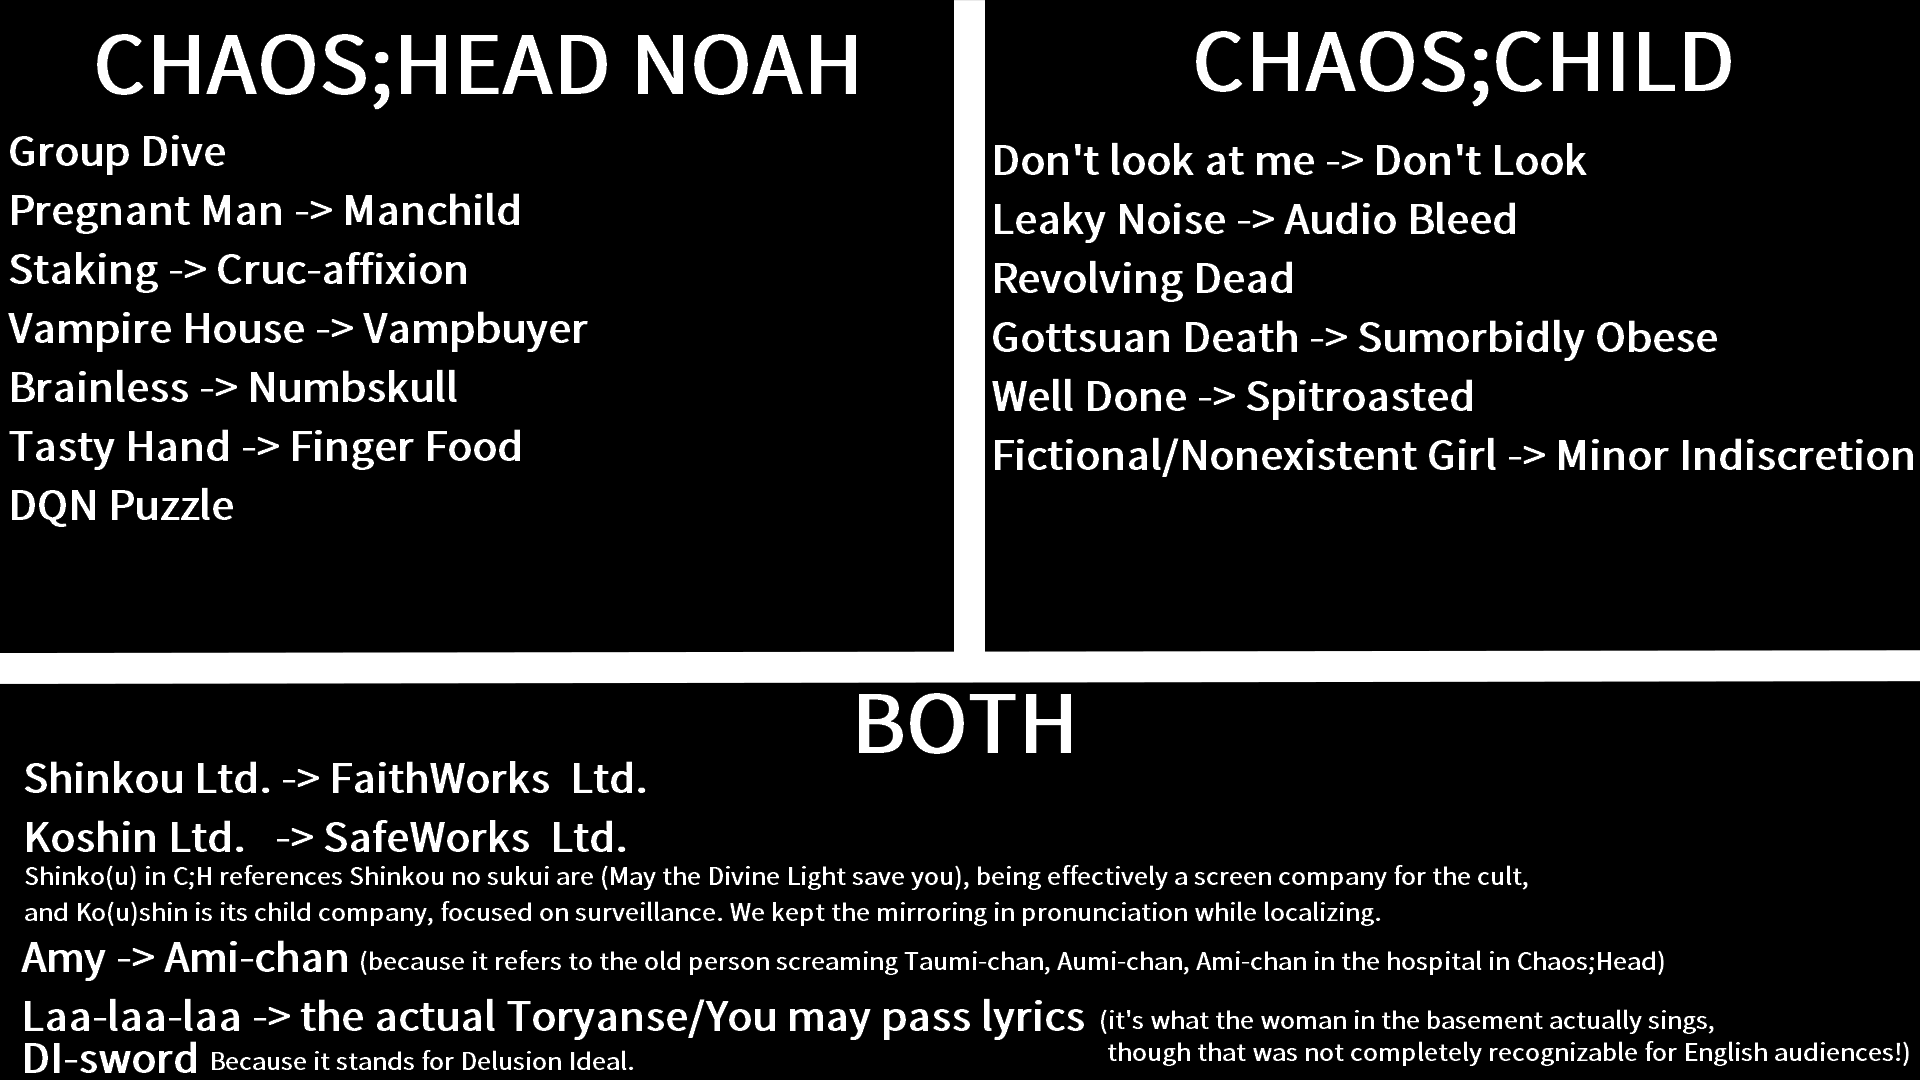 CHAOS;HEAD NOAH
Group Dive
Pregnant Man -> Manchild
Staking -> Cruc-affixion
Vampire House -> Vampbuyer
Brainless -> Numbskull
Tasty Hand -> Finger Food
DQN Puzzle
CHAOS;CHILD
Don't look at me -> Don't Look
Leaky Noise -> Audio Bleed
Revolving Dead
Gottsuan Death -> Sumorbidly Obese
Well Done -> Spitroasted
Fictional/Nonexistent Girl -> Minor Indiscretion
BOTH
Shinkou Ltd. -> FaithWorks Ltd.
Koshin Ltd. -> SafeWorks Ltd.
Shinko(u) in C;H references Shinkou no sukui are (May the Divine Light save you), being effectively a screen company for the cult,
and Ko(u)shin is its child company, focused on surveillance. We kept the mirroring in pronunciation while localizing.
Amy -> Ami-chan (because it refers to the old person screaming Taumi-chan, Aumi-chan, Ami-chan in the hospital in Chaos;Head)
Laa-laa-laa -> the actual Toryanse/You may pass lyrics (it's what the woman in the basement actually sings,
though that was not completely recognizable for English audiences!)
DI-sword Because it stands for Delusion Ideal.